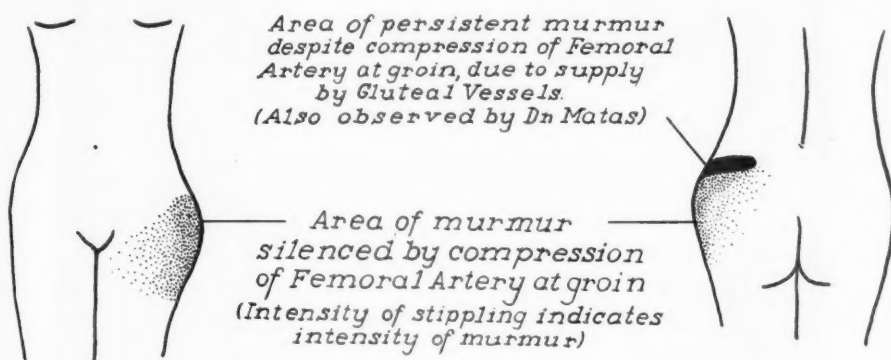 Area of persistent murmur
despite compression of Femoral
Artery at groin, due to supply
by Gluteal Vessels.
(Also observed by Dn Matas)
Area of murmur
silenced by compression
of Femoral Artery at groin
(Intensity of stippling indicates
intensity of murmur)